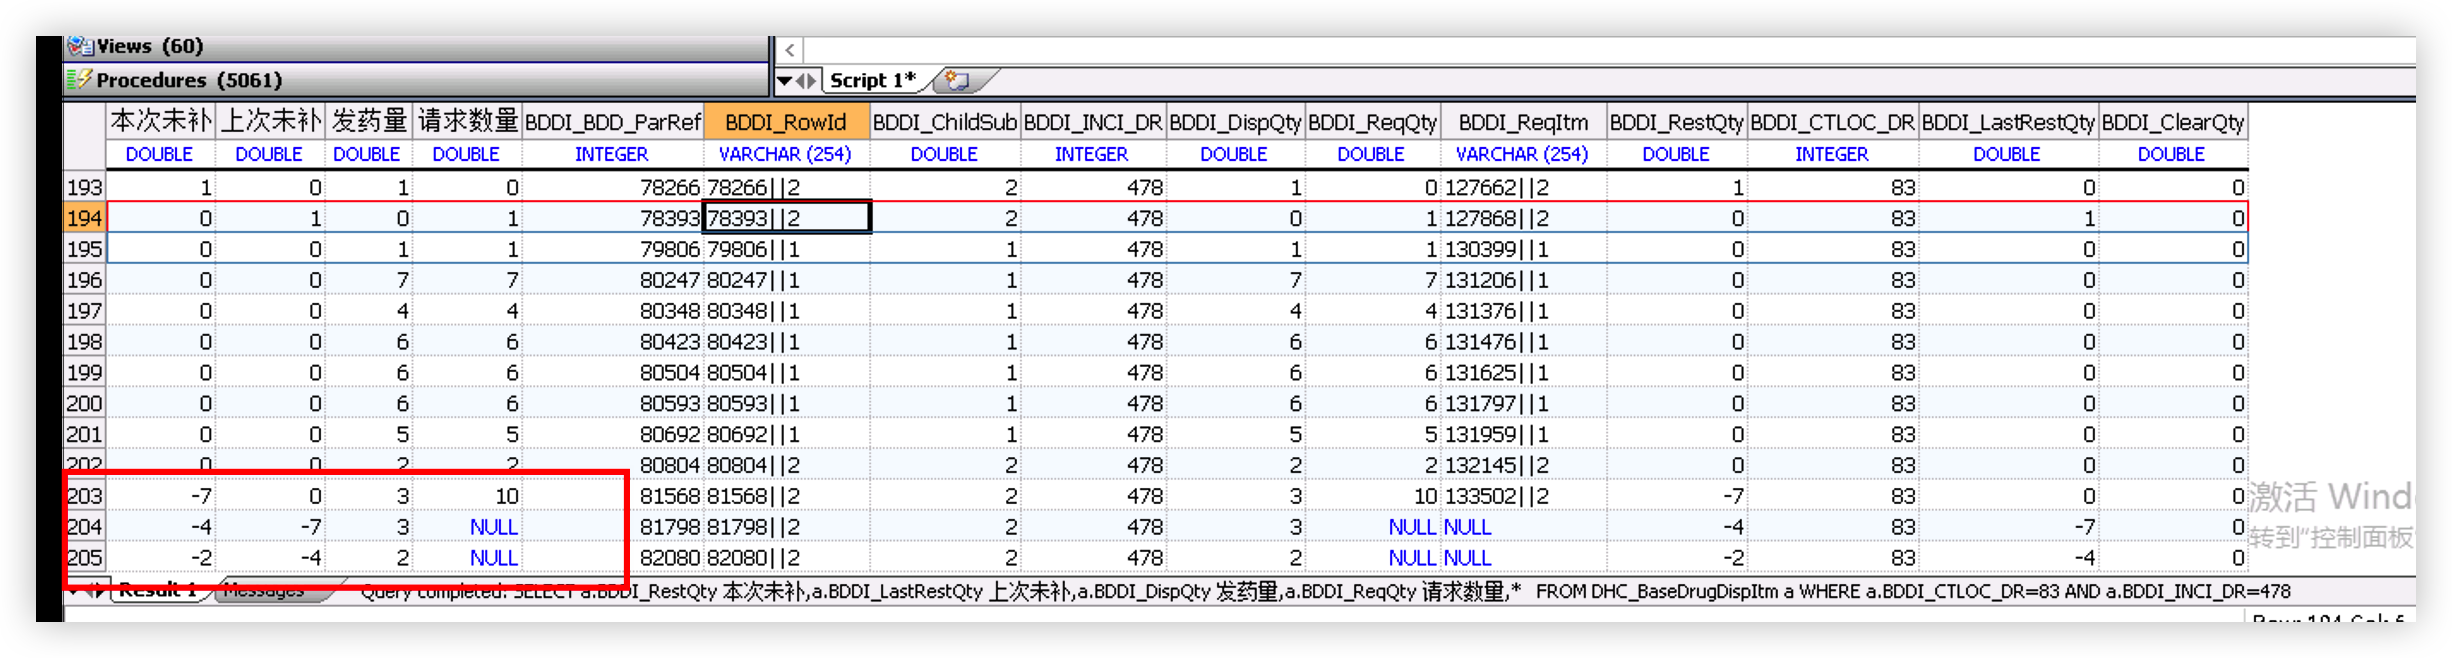 Views (60)
Procedures (5061)
Script 1*
本次未补 上次未补 发药量 请求数量 BDDI_BDD_ParRef BDDI_RowId BDDI_ChildSub BDDI_INCI_DR BDDI_DispQty BDDI_ReqQty BDDI_ReqItm BDDI_RestQty BDDI_CTLOC_DR BDDI_LastRestQty BDDI_ClearQty
DOUBLE DOUBLE DOUBLE DOUBLE INTEGER VARCHAR (254) DOUBLE INTEGER DOUBLE DOUBLE VARCHAR (254) DOUBLE INTEGER DOUBLE DOUBLE
193 1 0 1 0 78266 78266||2 2 478 1 0 127662||2 1 83 0 0
194 0 1 0 1 78393 78393||2 2 478 0 1 127868||2 0 83 1 0
195 0 0 1 1 79806 79806||1 1 478 1 1 130399||1 0 83 0 0
196 0 0 7 7 80247 80247||1 1 478 7 7 131206||1 0 83 0 0
197 0 0 4 4 80348 80348||1 1 478 4 4 131376||1 0 83 0 0
198 0 0 6 6 80423 80423||1 1 478 6 6 131476||1 0 83 0 0
199 0 0 6 6 80504 80504||1 1 478 6 6 131625||1 0 83 0 0
200 0 0 6 6 80593 80593||1 1 478 6 6 131797||1 0 83 0 0
201 0 0 5 5 80692 80692||1 1 478 5 5 131959||1 0 83 0 0
202 0 0 2 2 80804 80804||2 2 478 2 2 132145||2 0 83 0 0
203 -7 0 3 10 81568 81568||2 2 478 3 10 133502||2 -7 83 0 0
204 -4 -7 3 NULL 81798 81798||2 2 478 3 NULL NULL -4 83 -7 0
205 -2 -4 2 NULL 82080 82080||2 2 478 2 NULL NULL -2 83 -4 0
激活 Wind
转到"控制面板
Result 1 Messages Query completed: SELECT a.BDDI_RestQty 本次未补,a.BDDI_LastRestQty 上次未补,a.BDDI_DispQty 发药量,a.BDDI_ReqQty 请求数量,* FROM DHC_BaseDrugDispItm a WHERE a.BDDI_CTLOC_DR=83 AND a.BDDI_INCI_DR=478